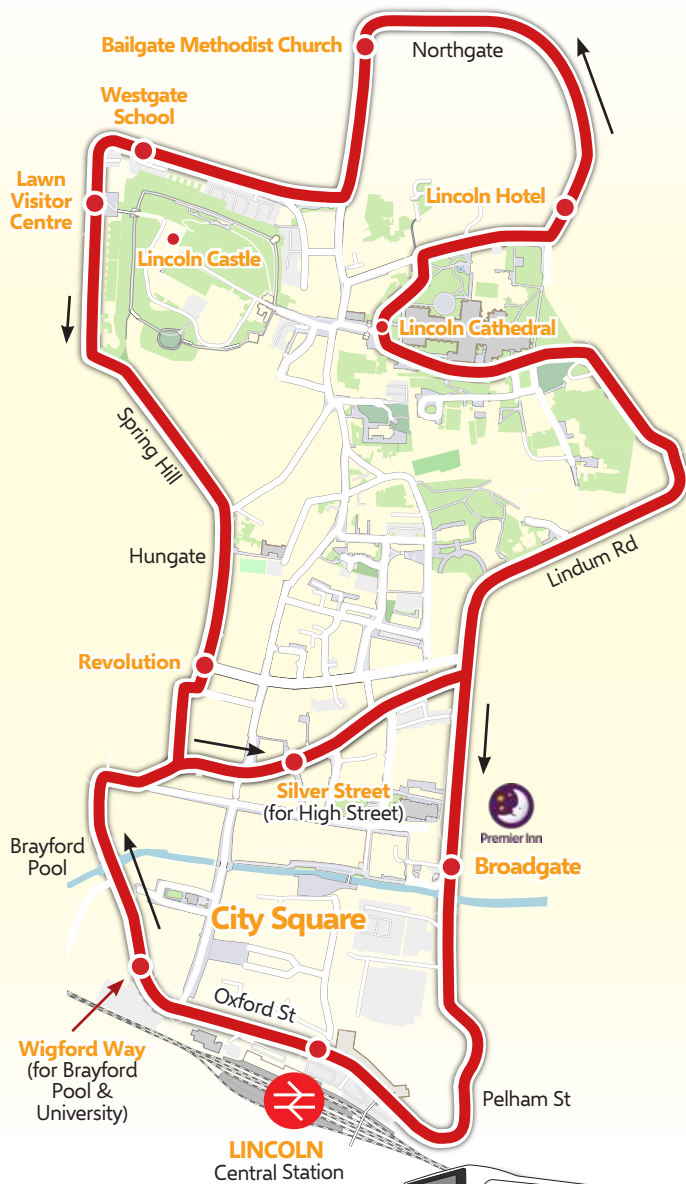 Bailgate Methodist Church
Northgate
Westgate
School
Lawn
Visitor
Centre
Lincoln Hotel
Lincoln Castle
Lincoln Cathedral
Spring Hill
Hungate
Lindum Rd
Revolution
Silver Street
(for High Street)
Premier Inn
Brayford
Pool
Broadgate
City Square
Oxford St
Wigford Way
(for Brayford
Pool &
University)
Pelham St
LINCOLN
Central Station